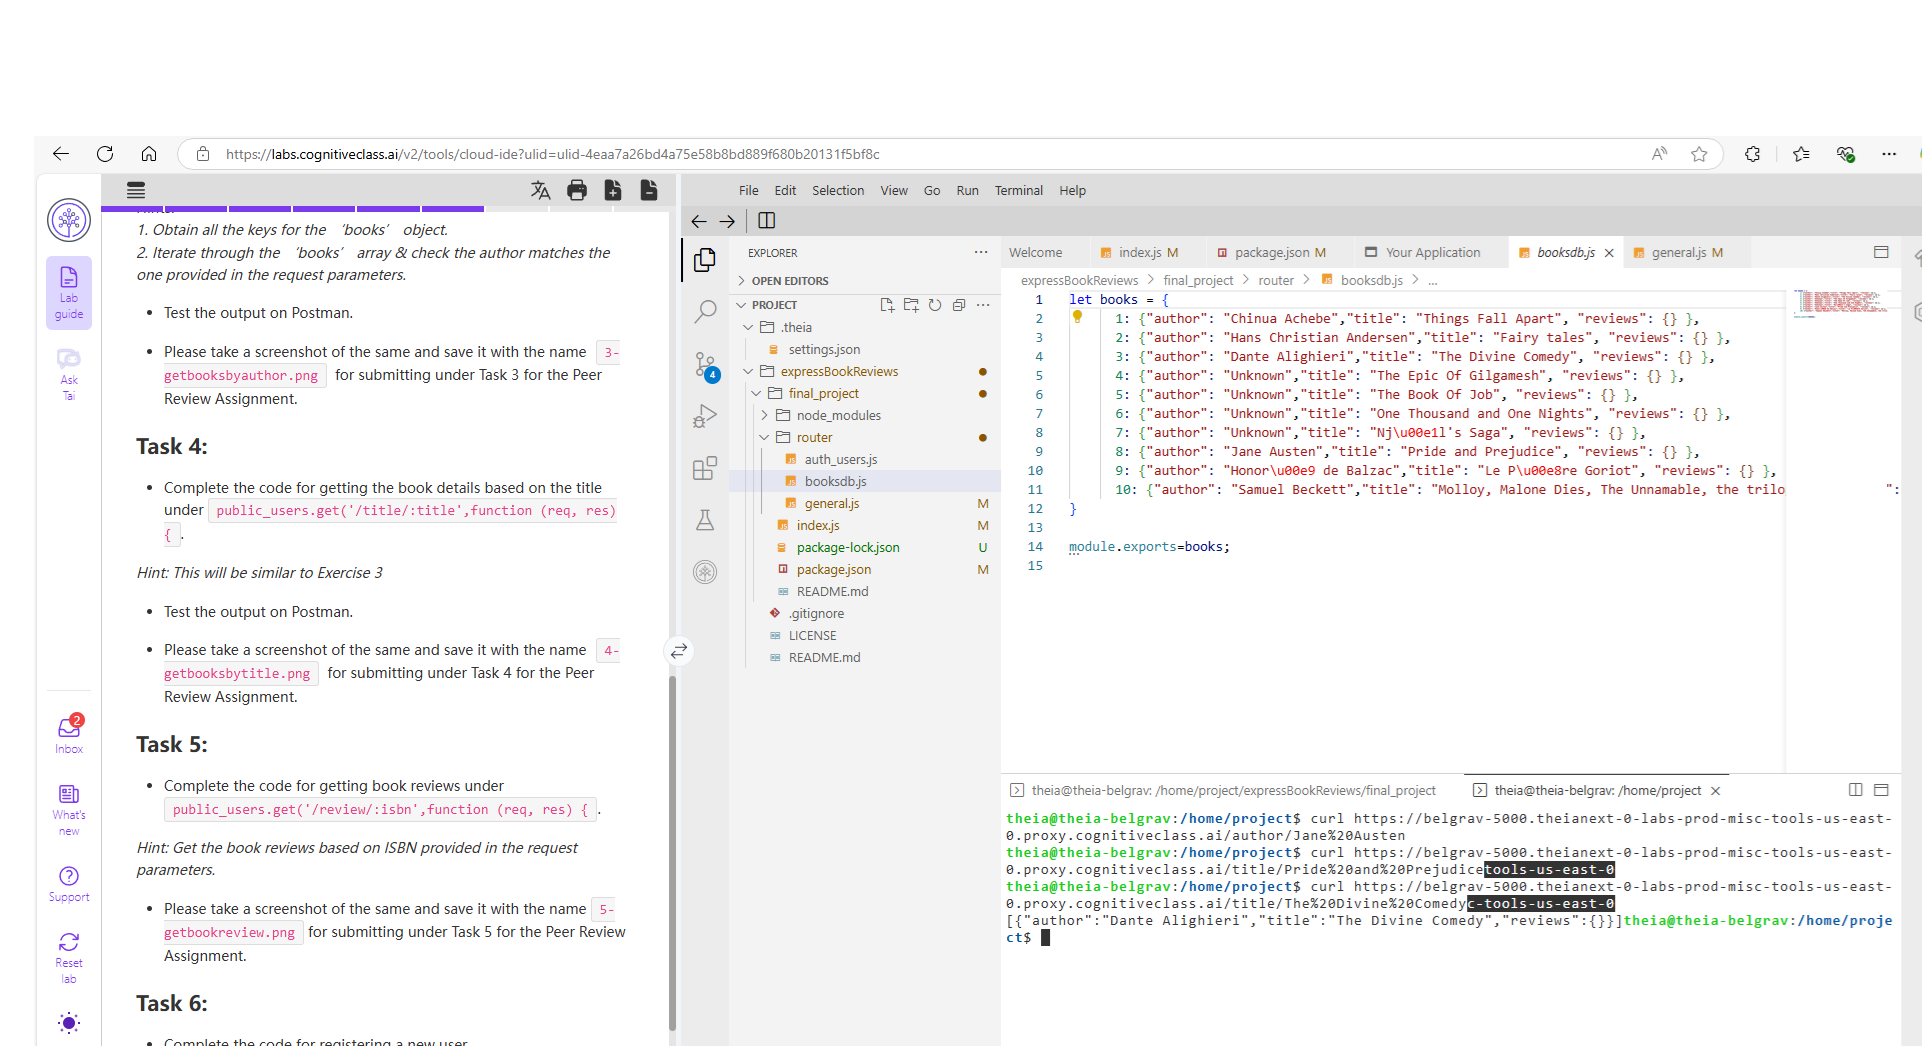 https://labs.cognitiveclass.ai/v2/tools/cloud-ide?ulid=ulid-4eaa7a26bd4a75e58b8bd889f680b20131f5bf8c
Lab
guide
Ask
Tai
2
Inbox
What's
new
Support
Reset
lab
1. Obtain all the keys for the ‘books’ object.
2. Iterate through the ‘books’ array & check the author matches the
one provided in the request parameters.
• Test the output on Postman.
• Please take a screenshot of the same and save it with the name 3-
getbooksbyauthor.png for submitting under Task 3 for the Peer
Review Assignment.
Task 4:
• Complete the code for getting the book details based on the title
under public_users.get('/title/:title',function (req, res)
{ .
Hint: This will be similar to Exercise 3
• Test the output on Postman.
• Please take a screenshot of the same and save it with the name 4-
getbooksbytitle.png for submitting under Task 4 for the Peer
Review Assignment.
Task 5:
• Complete the code for getting book reviews under
public_users.get('/review/:isbn',function (req, res) { .
Hint: Get the book reviews based on ISBN provided in the request
parameters.
• Please take a screenshot of the same and save it with the name 5-
getbookreview.png for submitting under Task 5 for the Peer Review
Assignment.
Task 6:
• Complete the code for registering a new user
File Edit Selection View Go Run Terminal Help
4
EXPLORER ...
OPEN EDITORS
PROJECT ...
.theia
settings.json
expressBookReviews
final_project
node_modules
router
auth_users.js
booksdb.js
general.js M
index.js M
package-lock.json U
package.json M
README.md
.gitignore
LICENSE
README.md
Welcome index.js M package.json M Your Application booksdb.js general.js M
expressBookReviews > final_project > router > booksdb.js > ...
1 let books = {
2 1: {"author": "Chinua Achebe","title": "Things Fall Apart", "reviews": {} },
3 2: {"author": "Hans Christian Andersen","title": "Fairy tales", "reviews": {} },
4 3: {"author": "Dante Alighieri","title": "The Divine Comedy", "reviews": {} },
5 4: {"author": "Unknown","title": "The Epic Of Gilgamesh", "reviews": {} },
6 5: {"author": "Unknown","title": "The Book Of Job", "reviews": {} },
7 6: {"author": "Unknown","title": "One Thousand and One Nights", "reviews": {} },
8 7: {"author": "Unknown","title": "Nj\u00e1l's Saga", "reviews": {} },
9 8: {"author": "Jane Austen","title": "Pride and Prejudice", "reviews": {} },
10 9: {"author": "Honor\u00e9 de Balzac","title": "Le P\u00e8re Goriot", "reviews": {} },
11 10: {"author": "Samuel Beckett","title": "Molloy, Malone Dies, The Unnamable, the trilo ":
12 }
13
14 module.exports=books;
15
theia@theia-belgrav: /home/project/expressBookReviews/final_project theia@theia-belgrav: /home/project
theia@theia-belgrav:/home/project$ curl https://belgrav-5000.theianext-0-labs-prod-misc-tools-us-east-
0.proxy.cognitiveclass.ai/author/Jane%20Austen
theia@theia-belgrav:/home/project$ curl https://belgrav-5000.theianext-0-labs-prod-misc-tools-us-east-
0.proxy.cognitiveclass.ai/title/Pride%20and%20Prejudicetools-us-east-0
theia@theia-belgrav:/home/project$ curl https://belgrav-5000.theianext-0-labs-prod-misc-tools-us-east-
0.proxy.cognitiveclass.ai/title/The%20Divine%20Comedyc-tools-us-east-0
[{"author":"Dante Alighieri","title":"The Divine Comedy","reviews":{}}]theia@theia-belgrav:/home/proje
ct$